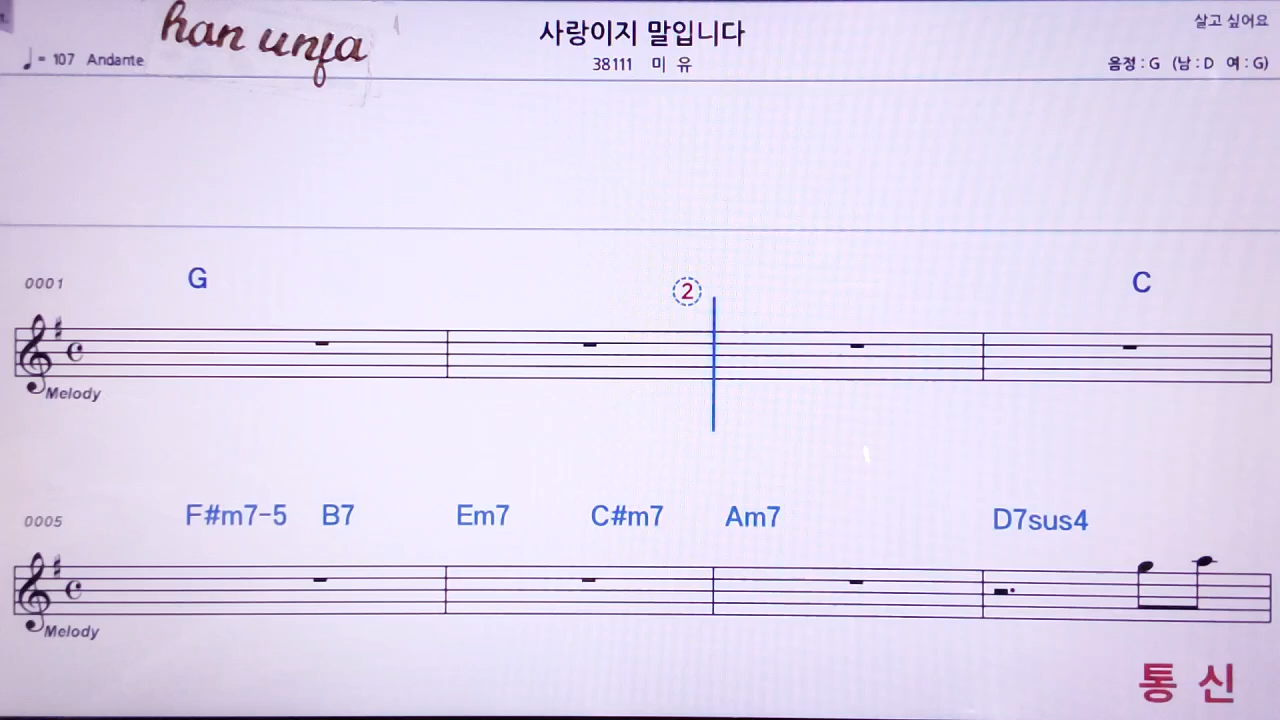 han unja
♩= 107 Andante
사랑이지 말입니다
38111 미 유
살고 싶어요
음정 : G (남 : D 여 : G)
0001 G ② C
Melody
0005 F#m7-5 B7 Em7 C#m7 Am7 D7sus4
Melody
통 신